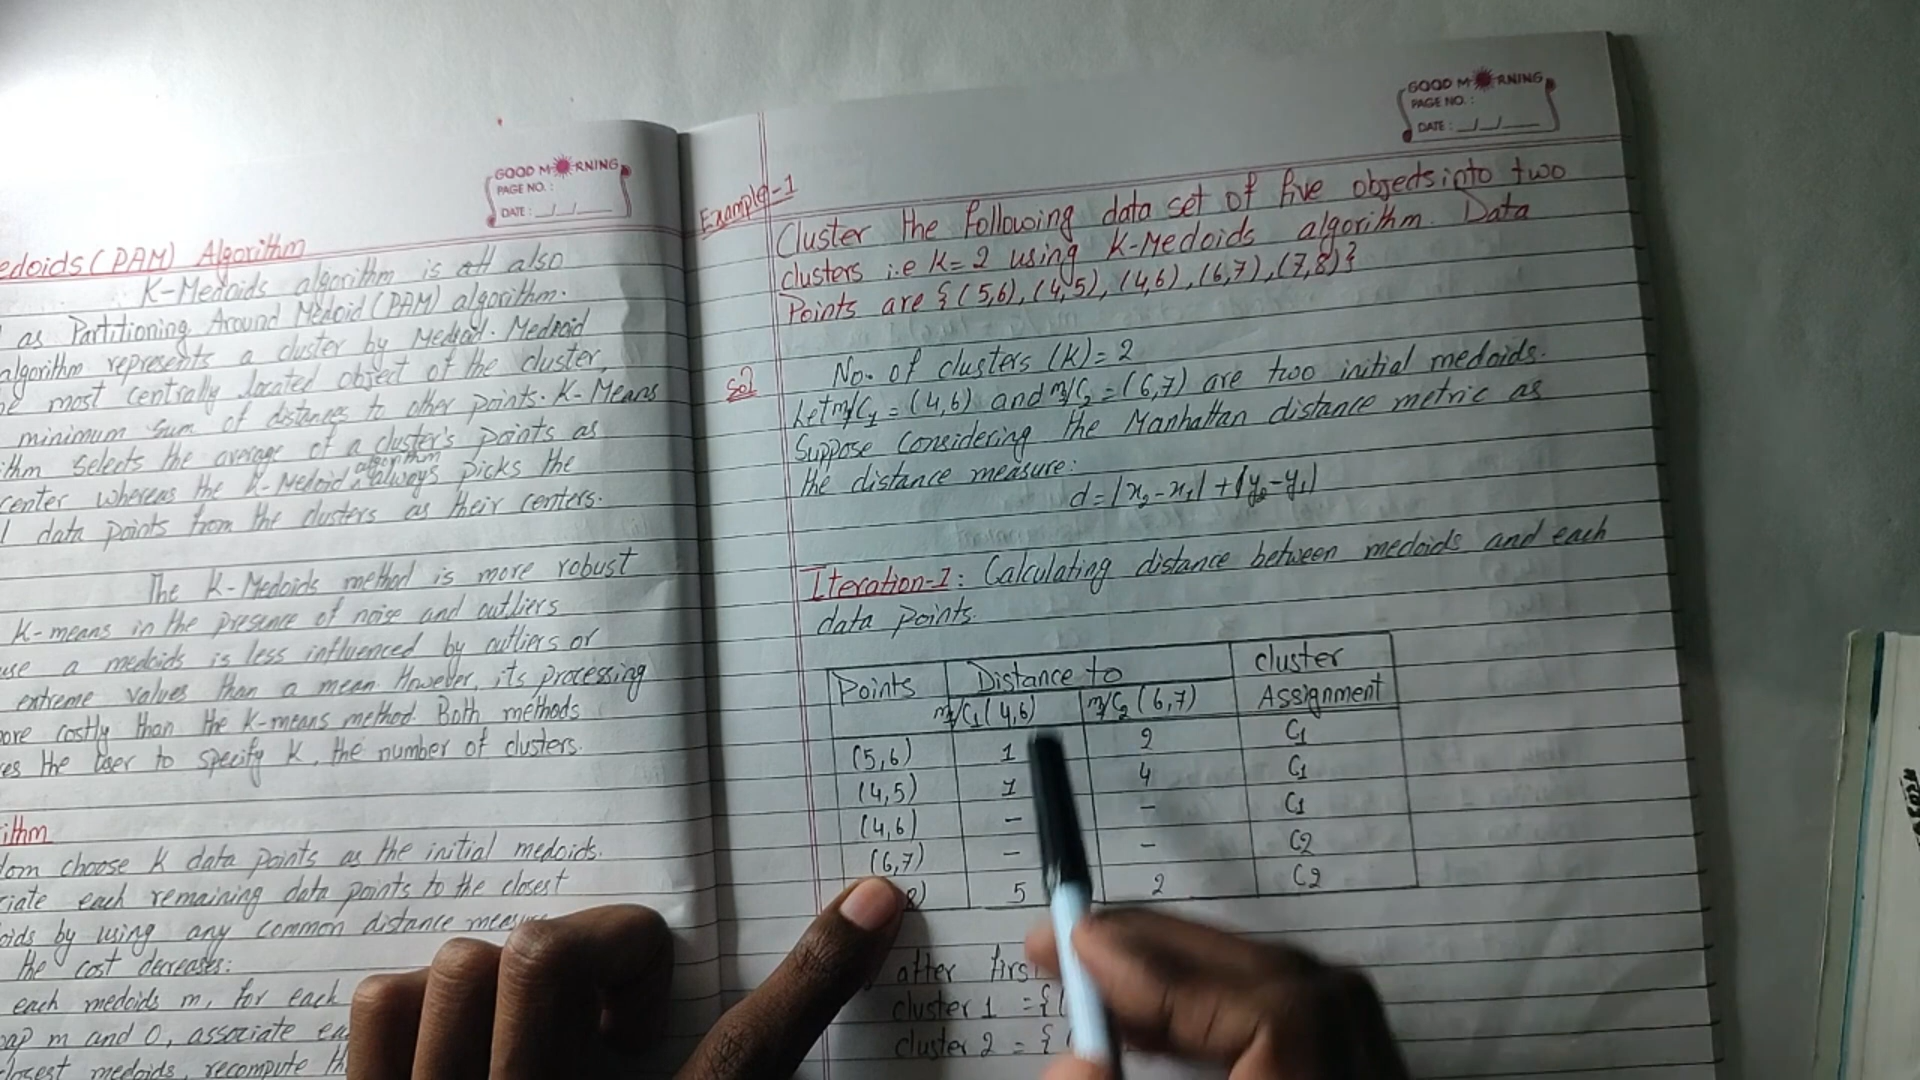 GOOD MORNING
PAGE NO.:
DATE:
edoids (PAM) Algorithm
K-Medoids algorithm is also
as Partitioning Around Medoid (PAM) algorithm.
algorithm represents a cluster by Medoid. Medoid
most centrally located object of the cluster,
minimum sum of distances to other points. K-Means
ithm selects the average of a cluster's points as
center whereas the K-Medoid algorithm always picks the
data points from the clusters as their centers.
The K-Medoids method is more robust
K-means in the presence of noise and outliers
use a medoids is less influenced by outliers or
extreme values than a mean. However, its processing
ore costly than the K-means method. Both methods
es the user to specify K, the number of clusters.
ithm
dom choose K data points as the initial medoids.
ciate each remaining data points to the closest
oids by using any common distance
the cost decreases:
each medoids m, for each
ap m and O, associate
closest medoids, recompute
GOOD MORNING
PAGE NO.:
DATE:
Example-1
Cluster the following data set of five objects into two
clusters i.e K=2 using K-Medoids algorithm. Data
Points are {(5,6), (4,5), (4,6), (6,7), (7,8)}
Sol
No. of clusters (K)=2
Let m/C1 = (4,6) and m/C2 = (6,7) are two initial medoids.
Suppose considering the Manhattan distance metric as
the distance measure:
d=|x2-x1|+|y2-y1|
Iteration-1: Calculating distance between medoids and each
data points.
Points Distance to cluster
m/C1(4,6) m/C2(6,7) Assignment
(5,6) 1 2 C1
(4,5) 1 4 C1
(4,6) - - C1
(6,7) - - C2
8) 5 2 C2
after
cluster 1 = {
cluster 2 = {